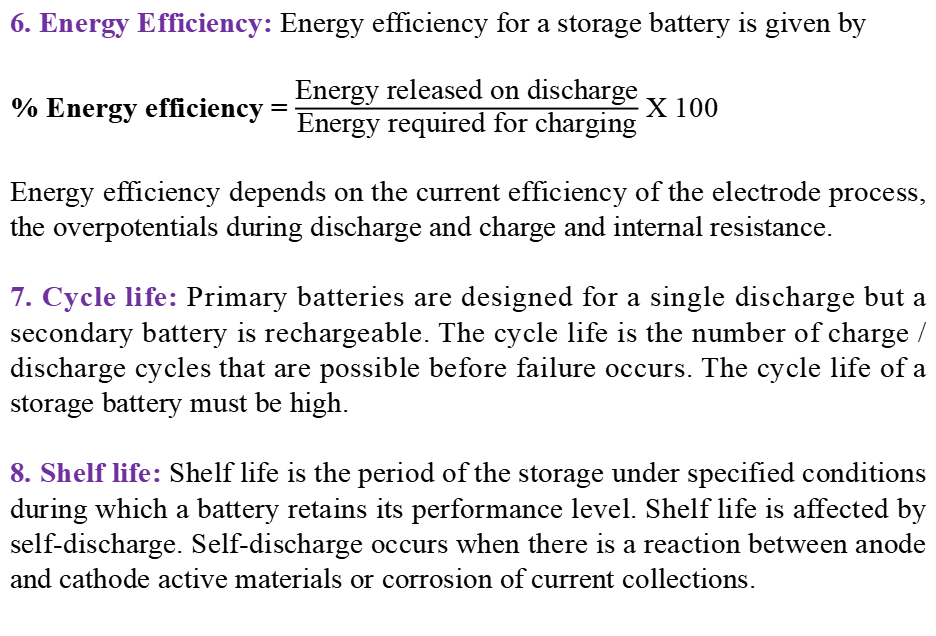 6. Energy Efficiency: Energy efficiency for a storage battery is given by
% Energy efficiency = Energy released on discharge / Energy required for charging X 100
Energy efficiency depends on the current efficiency of the electrode process,
the overpotentials during discharge and charge and internal resistance.
7. Cycle life: Primary batteries are designed for a single discharge but a
secondary battery is rechargeable. The cycle life is the number of charge /
discharge cycles that are possible before failure occurs. The cycle life of a
storage battery must be high.
8. Shelf life: Shelf life is the period of the storage under specified conditions
during which a battery retains its performance level. Shelf life is affected by
self-discharge. Self-discharge occurs when there is a reaction between anode
and cathode active materials or corrosion of current collections.